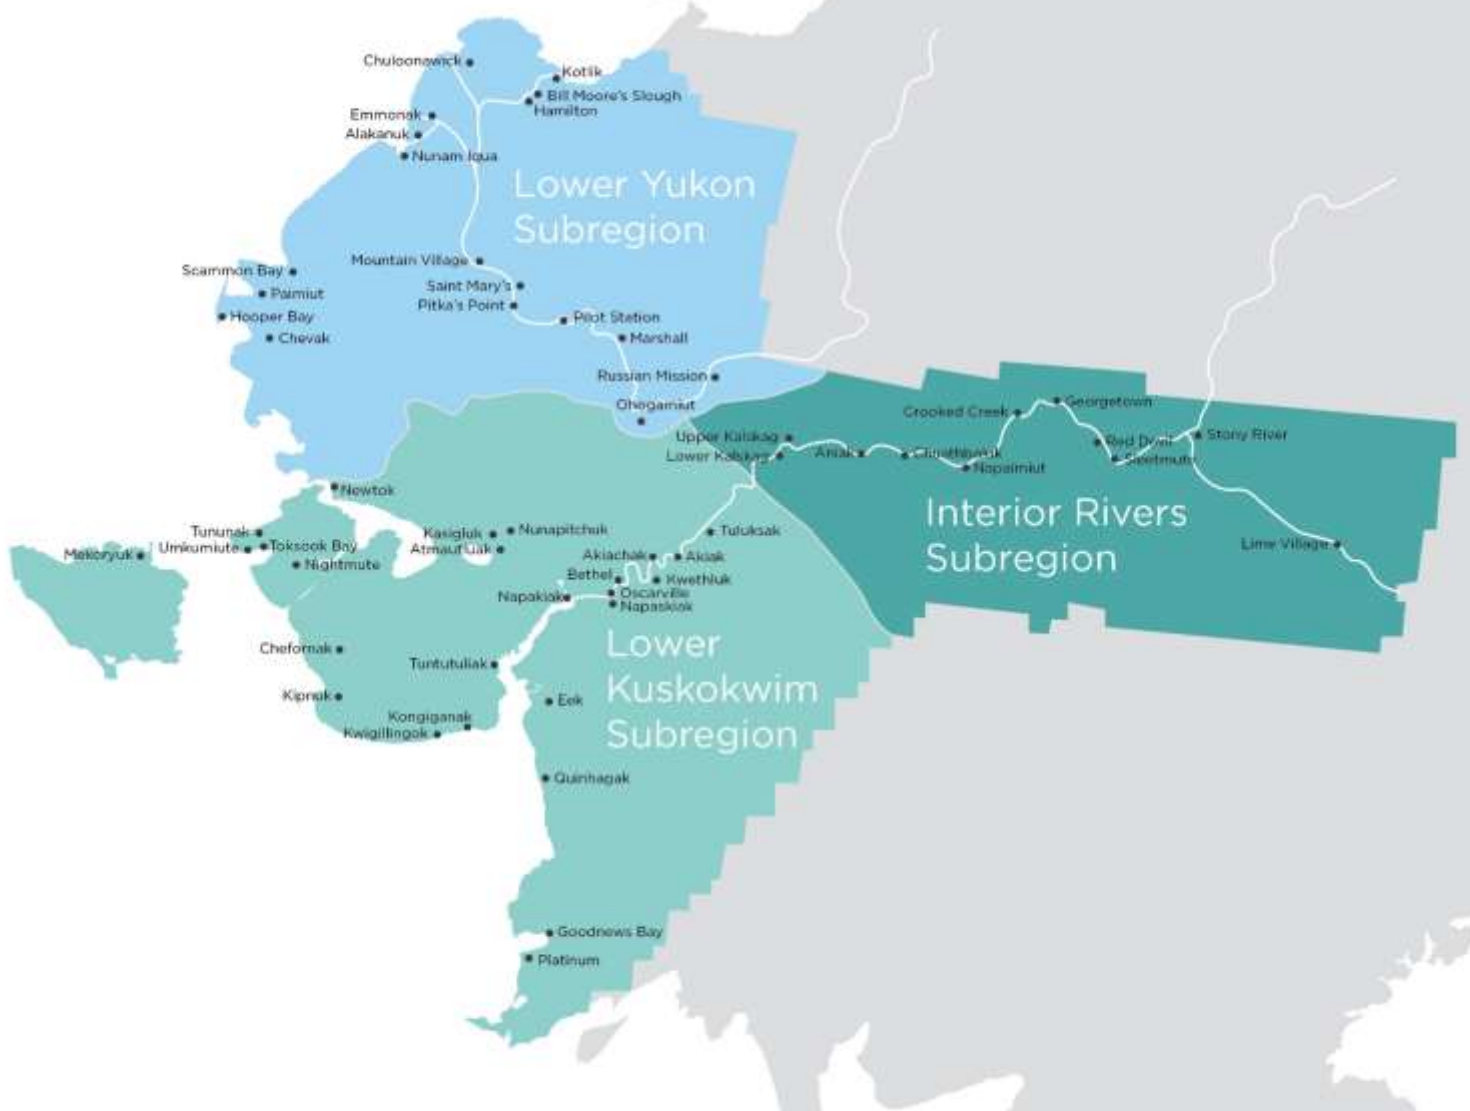 Chuloonawick
Kotlik
Bill Moore's Slough
Hamilton
Emmonak
Alakanuk
Nunam Iqua
Lower Yukon
Subregion
Mountain Village
Scammon Bay
Saint Mary's
Paimiut
Pitka's Point
Hooper Bay
Pilot Station
Chevak
Marshall
Russian Mission
Ohogamiut
Georgetown
Crooked Creek
Upper Kalskag
Lower Kalskag
Aniak
Chuathbaluk
Napaimiut
Red Devil
Sleetmute
Stony River
Interior Rivers
Subregion
Lime Village
Newtok
Tununak
Umkumiute
Toksook Bay
Nightmute
Mekoryuk
Kasigluk
Nunapitchuk
Atmautluak
Tuluksak
Akiachak
Akiak
Bethel
Kwethluk
Napakiak
Oscarville
Napaskiak
Lower
Kuskokwim
Subregion
Chefornak
Tuntutuliak
Kipnuk
Eek
Kongiganak
Kwigillingok
Quinhagak
Goodnews Bay
Platinum